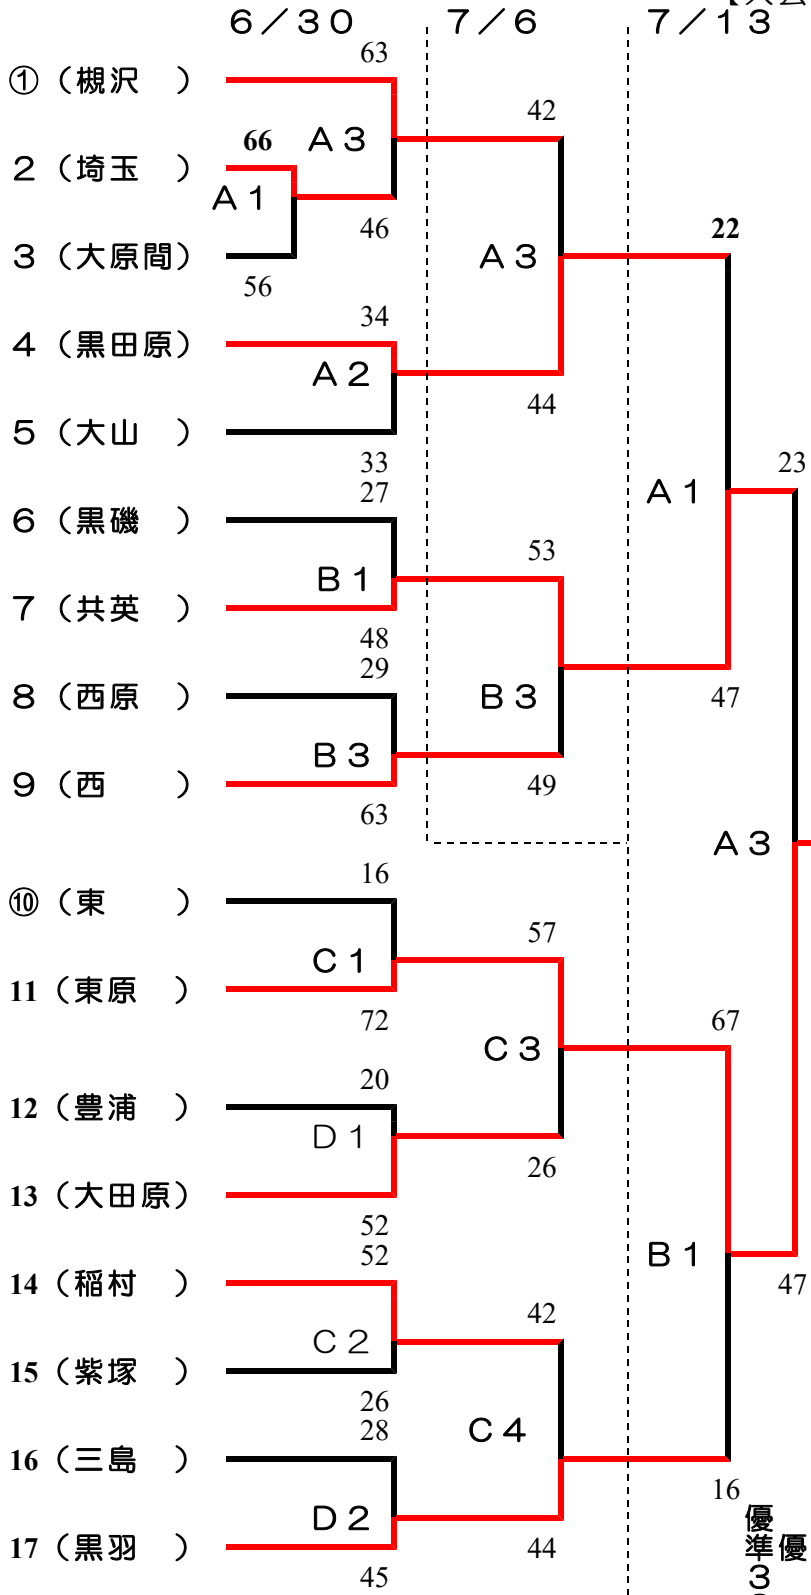 6/30 7/6 7/13
63
① (槻沢 )
42
66 A3
2 (埼玉 )
A1
46 22
3 (大原間) A3
56
34
4 (黒田原)
A2
44
5 (大山 )
33 23
27 A1
6 (黒磯 )
53
B1
7 (共英 )
48
29
8 (西原 ) B3 47
B3
9 (西 ) 49
63
A3
16
⑩ (東 )
57
C1
11 (東原 )
72 67
C3
20
12 (豊浦 )
D1
26
13 (大田原)
52
52 B1
14 (稲村 ) 47
42
C2
15 (紫塚 )
26
28 C4
16 (三島 )
16
D2 優
17 (黒羽 ) 44 準優
45 3